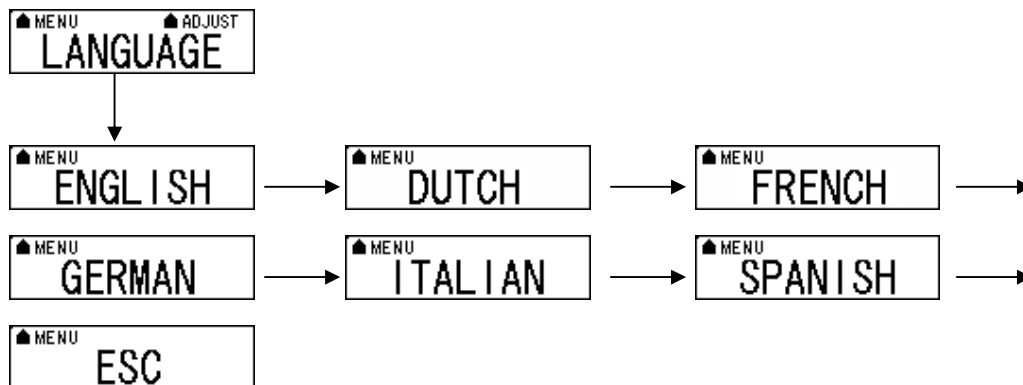 MENU ADJUST
LANGUAGE
MENU MENU MENU
ENGLISH DUTCH FRENCH
MENU MENU MENU
GERMAN ITALIAN SPANISH
MENU
ESC